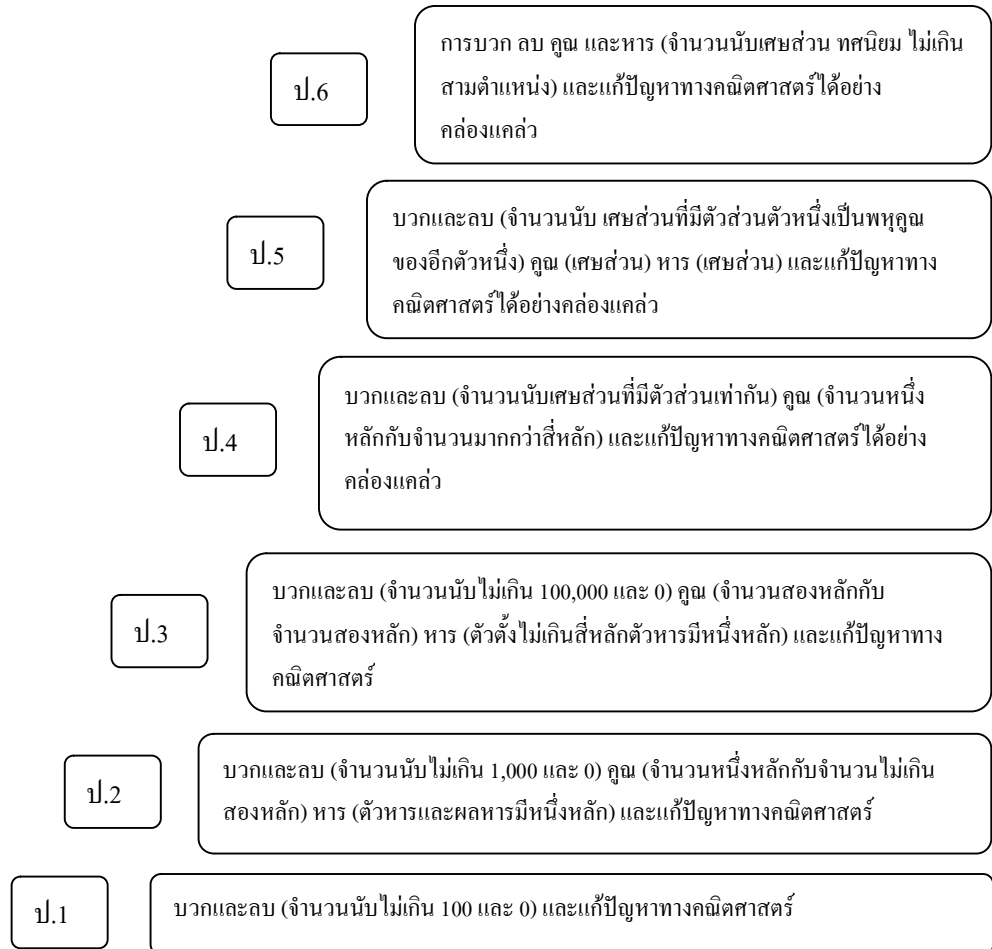 การบวก ลบ คูณ และหาร (จำนวนนับเศษส่วน ทศนิยม ไม่เกิน
ป.6
สามตำแหน่ง) และแก้ปัญหาทางคณิตศาสตร์ได้อย่าง
คล่องแคล่ว
บวกและลบ (จำนวนนับ เศษส่วนที่มีตัวส่วนตัวหนึ่งเป็นพหุคูณ
ป.5
ของอีกตัวหนึ่ง) คูณ (เศษส่วน) หาร (เศษส่วน) และแก้ปัญหาทาง
คณิตศาสตร์ได้อย่างคล่องแคล่ว
บวกและลบ (จำนวนนับเศษส่วนที่มีตัวส่วนเท่ากัน) คูณ (จำนวนหนึ่ง
ป.4
หลักกับจำนวนมากกว่าสี่หลัก) และแก้ปัญหาทางคณิตศาสตร์ได้อย่าง
คล่องแคล่ว
บวกและลบ (จำนวนนับไม่เกิน 100,000 และ 0) คูณ (จำนวนสองหลักกับ
ป.3
จำนวนสองหลัก) หาร (ตัวตั้งไม่เกินสี่หลักตัวหารมีหนึ่งหลัก) และแก้ปัญหาทาง
คณิตศาสตร์
บวกและลบ (จำนวนนับไม่เกิน 1,000 และ 0) คูณ (จำนวนหนึ่งหลักกับจำนวนไม่เกิน
ป.2
สองหลัก) หาร (ตัวหารและผลหารมีหนึ่งหลัก) และแก้ปัญหาทางคณิตศาสตร์
ป.1
บวกและลบ (จำนวนนับไม่เกิน 100 และ 0) และแก้ปัญหาทางคณิตศาสตร์